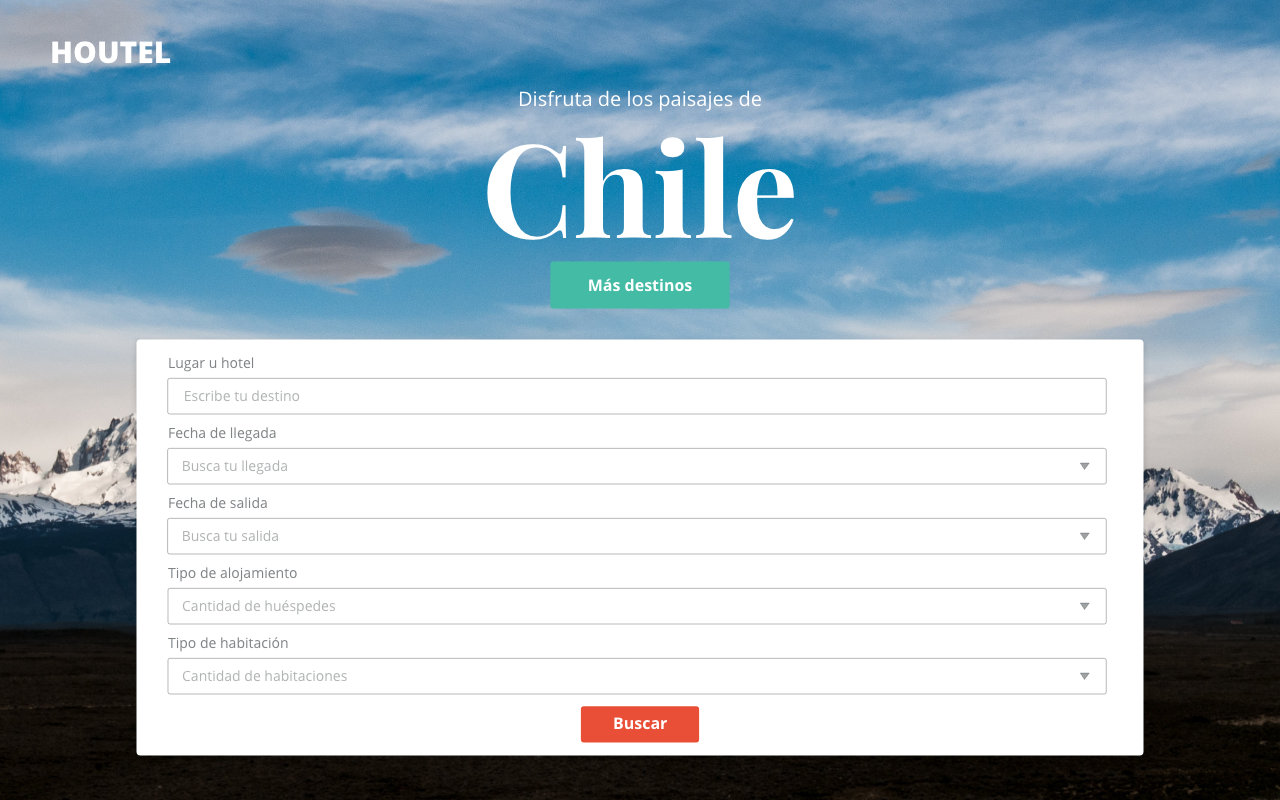 HOUTEL
Disfruta de los paisajes de
Chile
Más destinos
Lugar u hotel
Escribe tu destino
Fecha de llegada
Busca tu llegada
Fecha de salida
Busca tu salida
Tipo de alojamiento
Cantidad de huéspedes
Tipo de habitación
Cantidad de habitaciones
Buscar